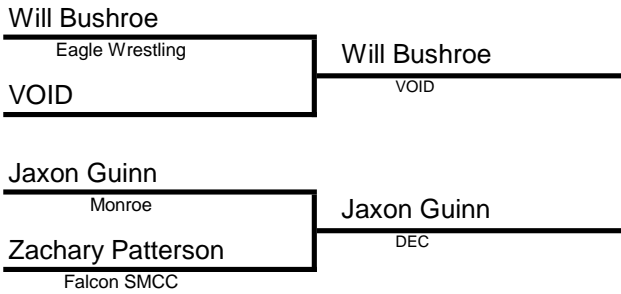 Will Bushroe
Eagle Wrestling
VOID
Will Bushroe
VOID
Jaxon Guinn
Monroe
Zachary Patterson
Falcon SMCC
Jaxon Guinn
DEC